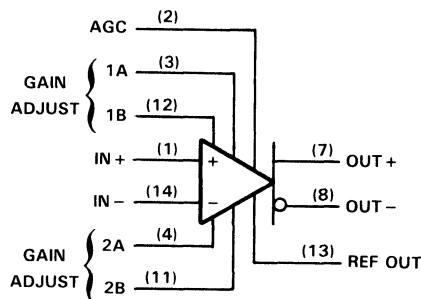 AGC (2)
GAIN ADJUST
1A (3)
1B (12)
IN+ (1) +
IN− (14) −
GAIN ADJUST
2A (4)
2B (11)
(7) OUT+
(8) OUT−
(13) REF OUT